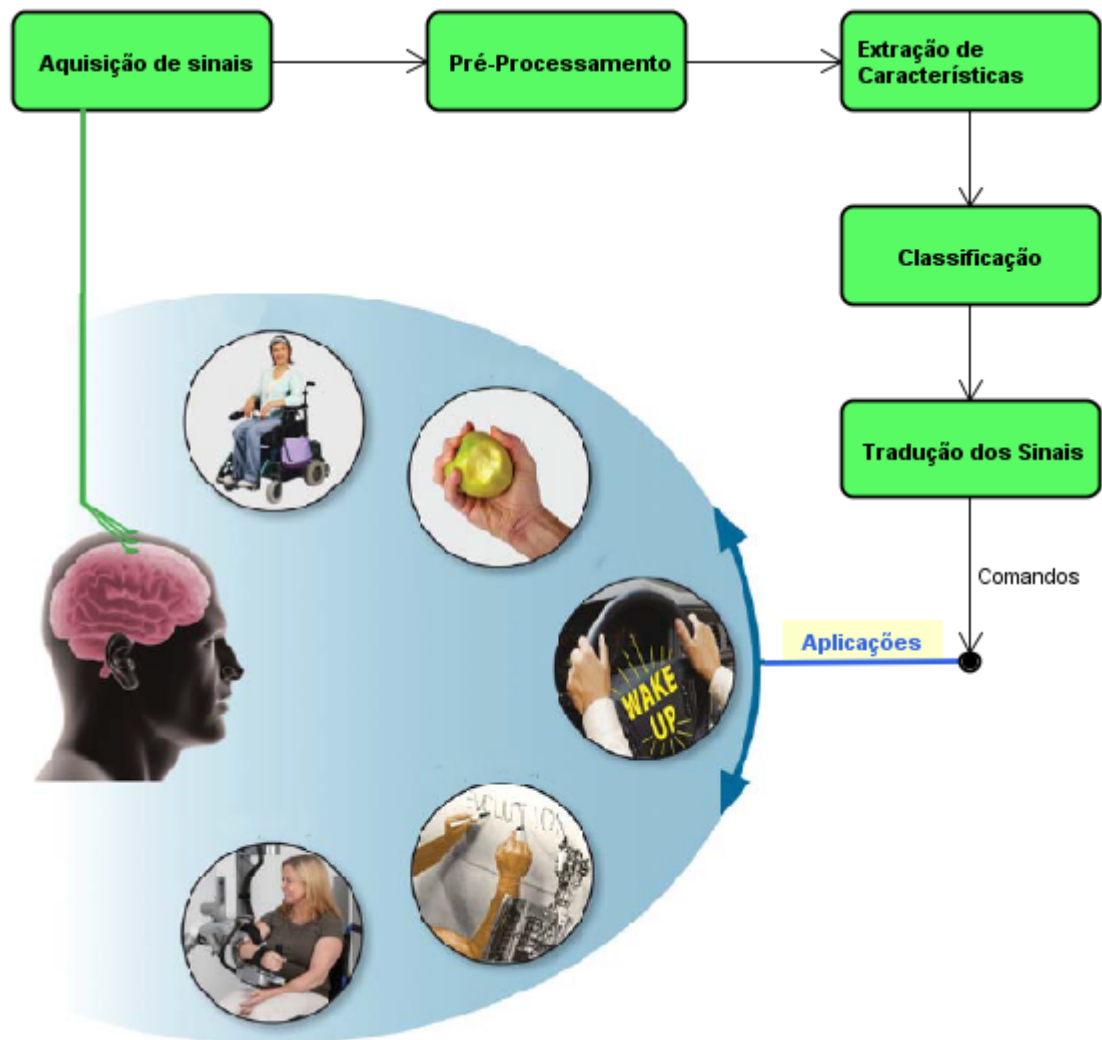 Aquisição de sinais
Pré-Processamento
Extração de
Características
Classificação
Tradução dos Sinais
Comandos
Aplicações
WAKE
UP